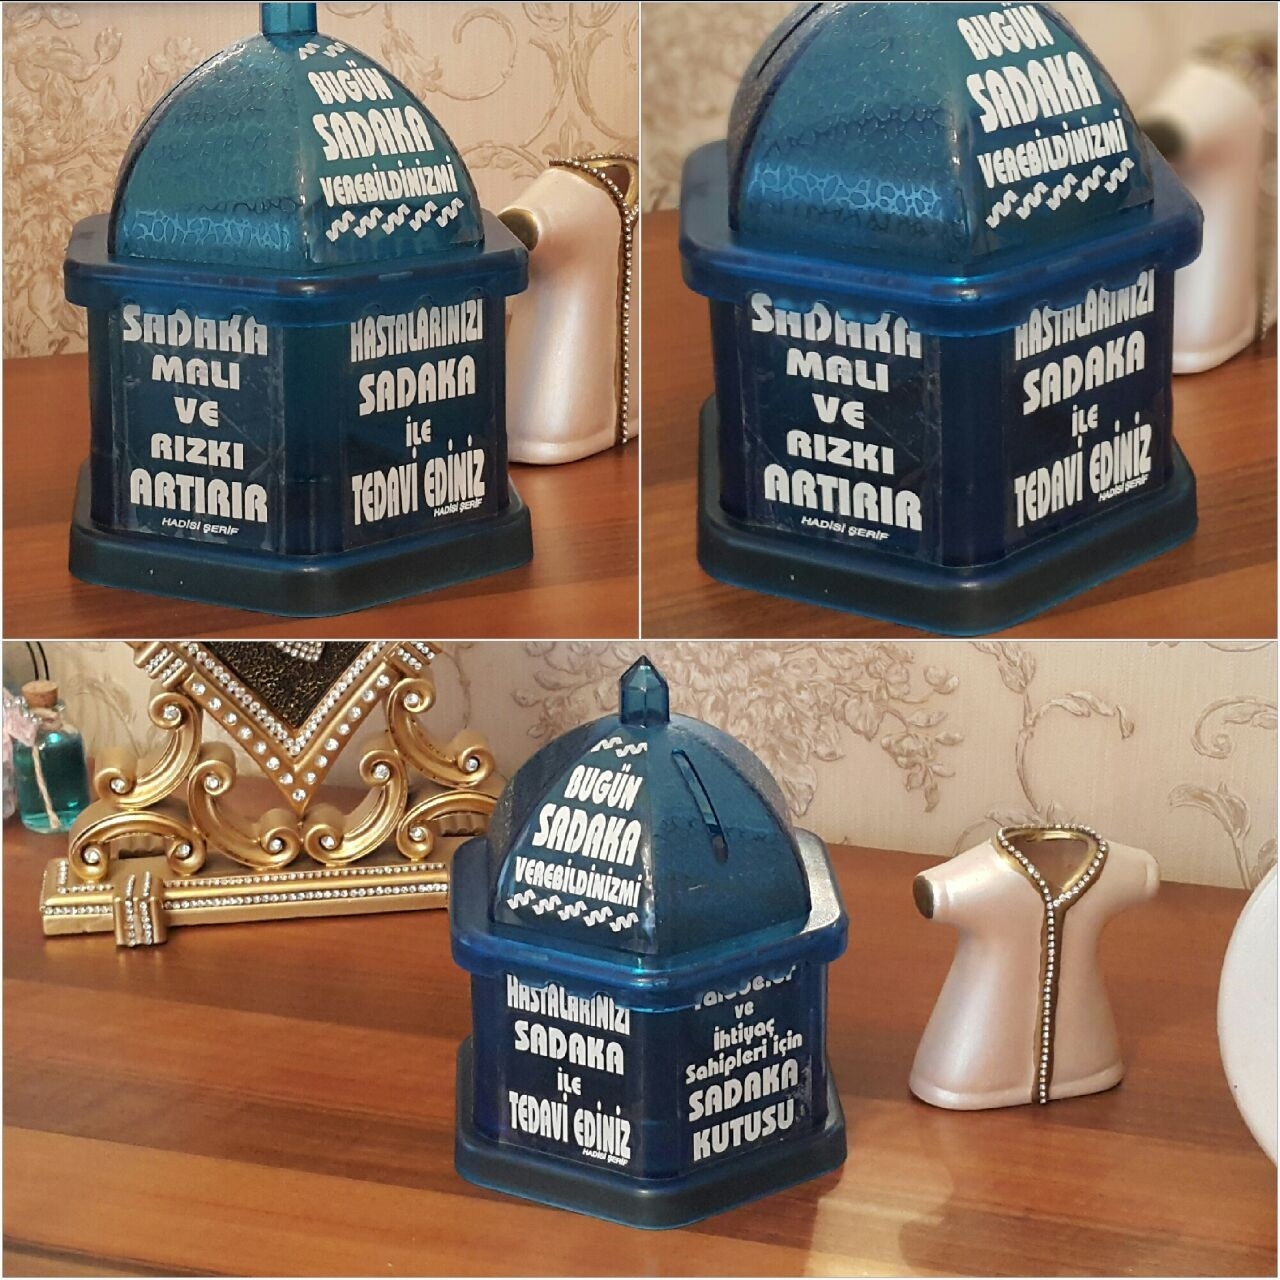 BUGÜN
SADAKA
VEREBİLDİNİZMİ
SADAKA
MALI
VE
RIZKI
ARTIRIR
HADİSİ ŞERİF
HASTALARINIZI
SADAKA
İLE
TEDAVİ EDİNİZ
HADİSİ ŞERİF
BUGÜN
SADAKA
VEREBİLDİNİZMİ
SADAKA
MALI
VE
RIZKI
ARTIRIR
HADİSİ ŞERİF
HASTALARINIZI
SADAKA
İLE
TEDAVİ EDİNİZ
HADİSİ ŞERİF
BUGÜN
SADAKA
VEREBİLDİNİZMİ
HASTALARINIZI
SADAKA
İLE
TEDAVİ EDİNİZ
HADİSİ ŞERİF
Talebeler
ve
İhtiyaç
Sahipleri için
SADAKA
KUTUSU